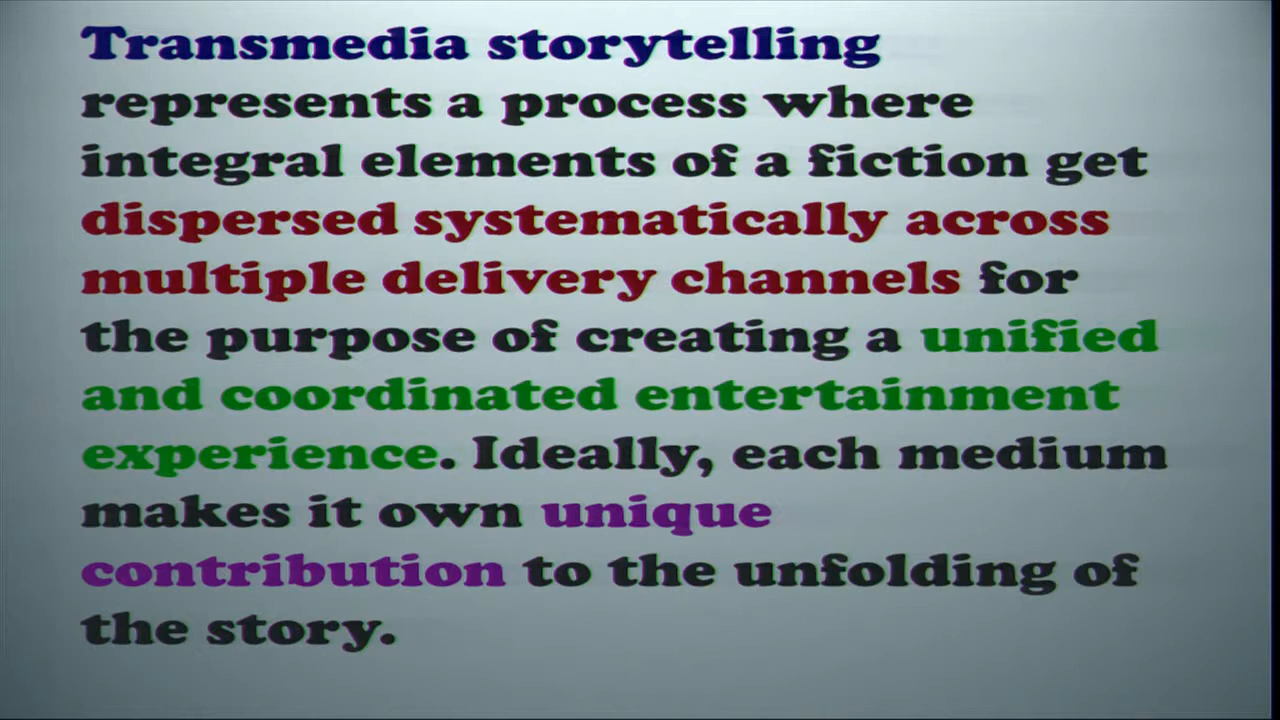 Transmedia storytelling
represents a process where
integral elements of a fiction get
dispersed systematically across
multiple delivery channels for
the purpose of creating a unified
and coordinated entertainment
experience. Ideally, each medium
makes it own unique
contribution to the unfolding of
the story.